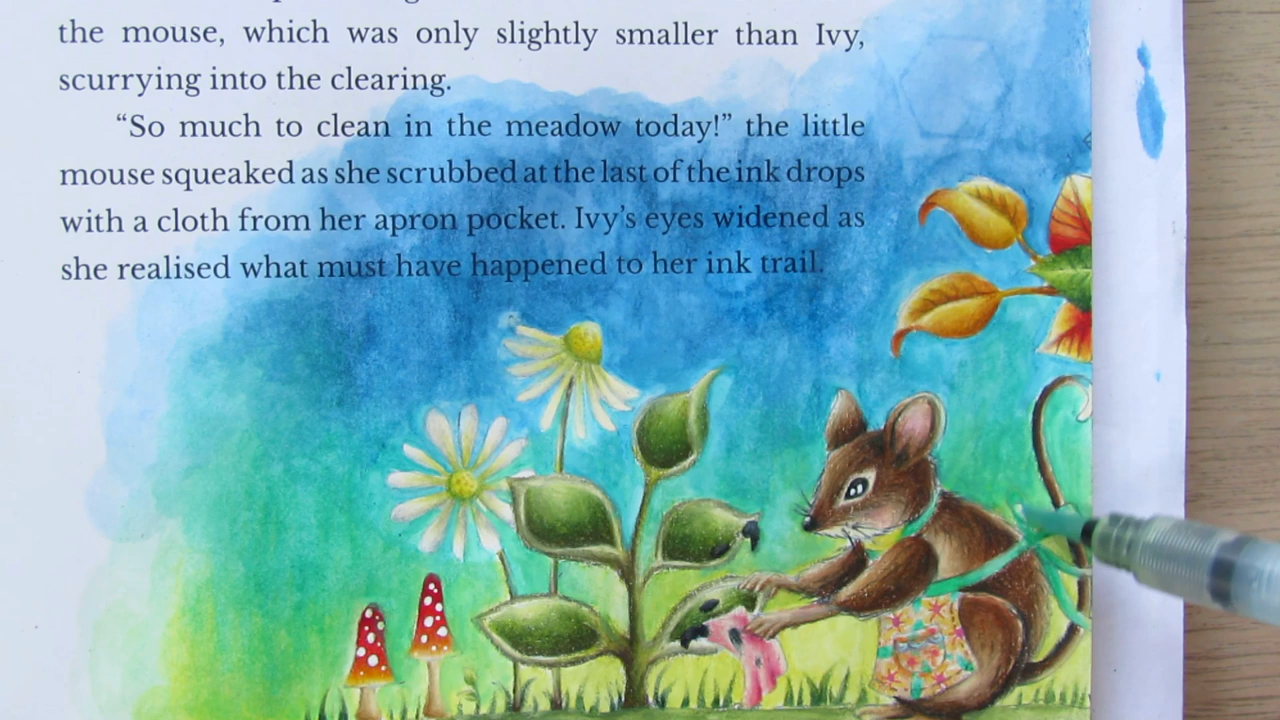 the mouse, which was only slightly smaller than Ivy,
scurrying into the clearing.
“So much to clean in the meadow today!” the little
mouse squeaked as she scrubbed at the last of the ink drops
with a cloth from her apron pocket. Ivy’s eyes widened as
she realised what must have happened to her ink trail.